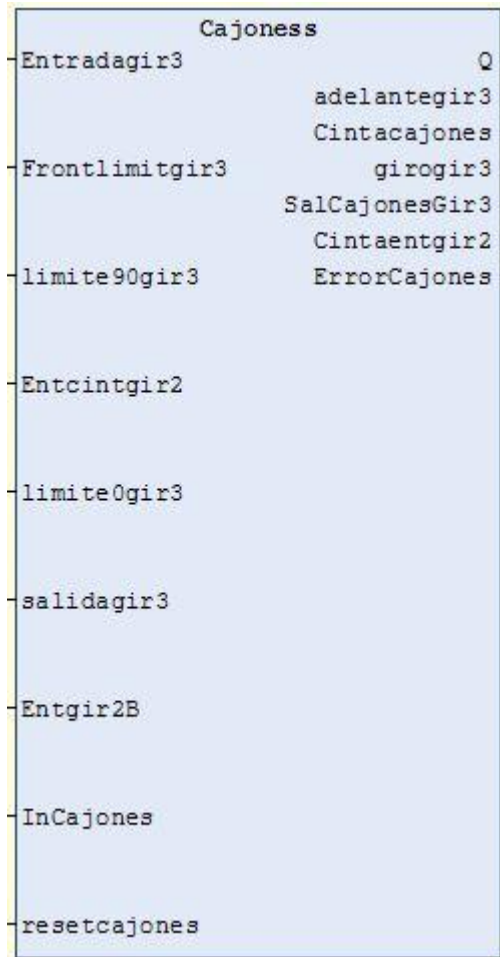 Cajoness
Entradagir3 Q
adelantegir3
Cintacajones
Frontlimitgir3 girogir3
SalCajonesGir3
Cintaentgir2
limite90gir3 ErrorCajones
Entcintgir2
limite0gir3
salidagir3
Entgir2B
InCajones
resetcajones